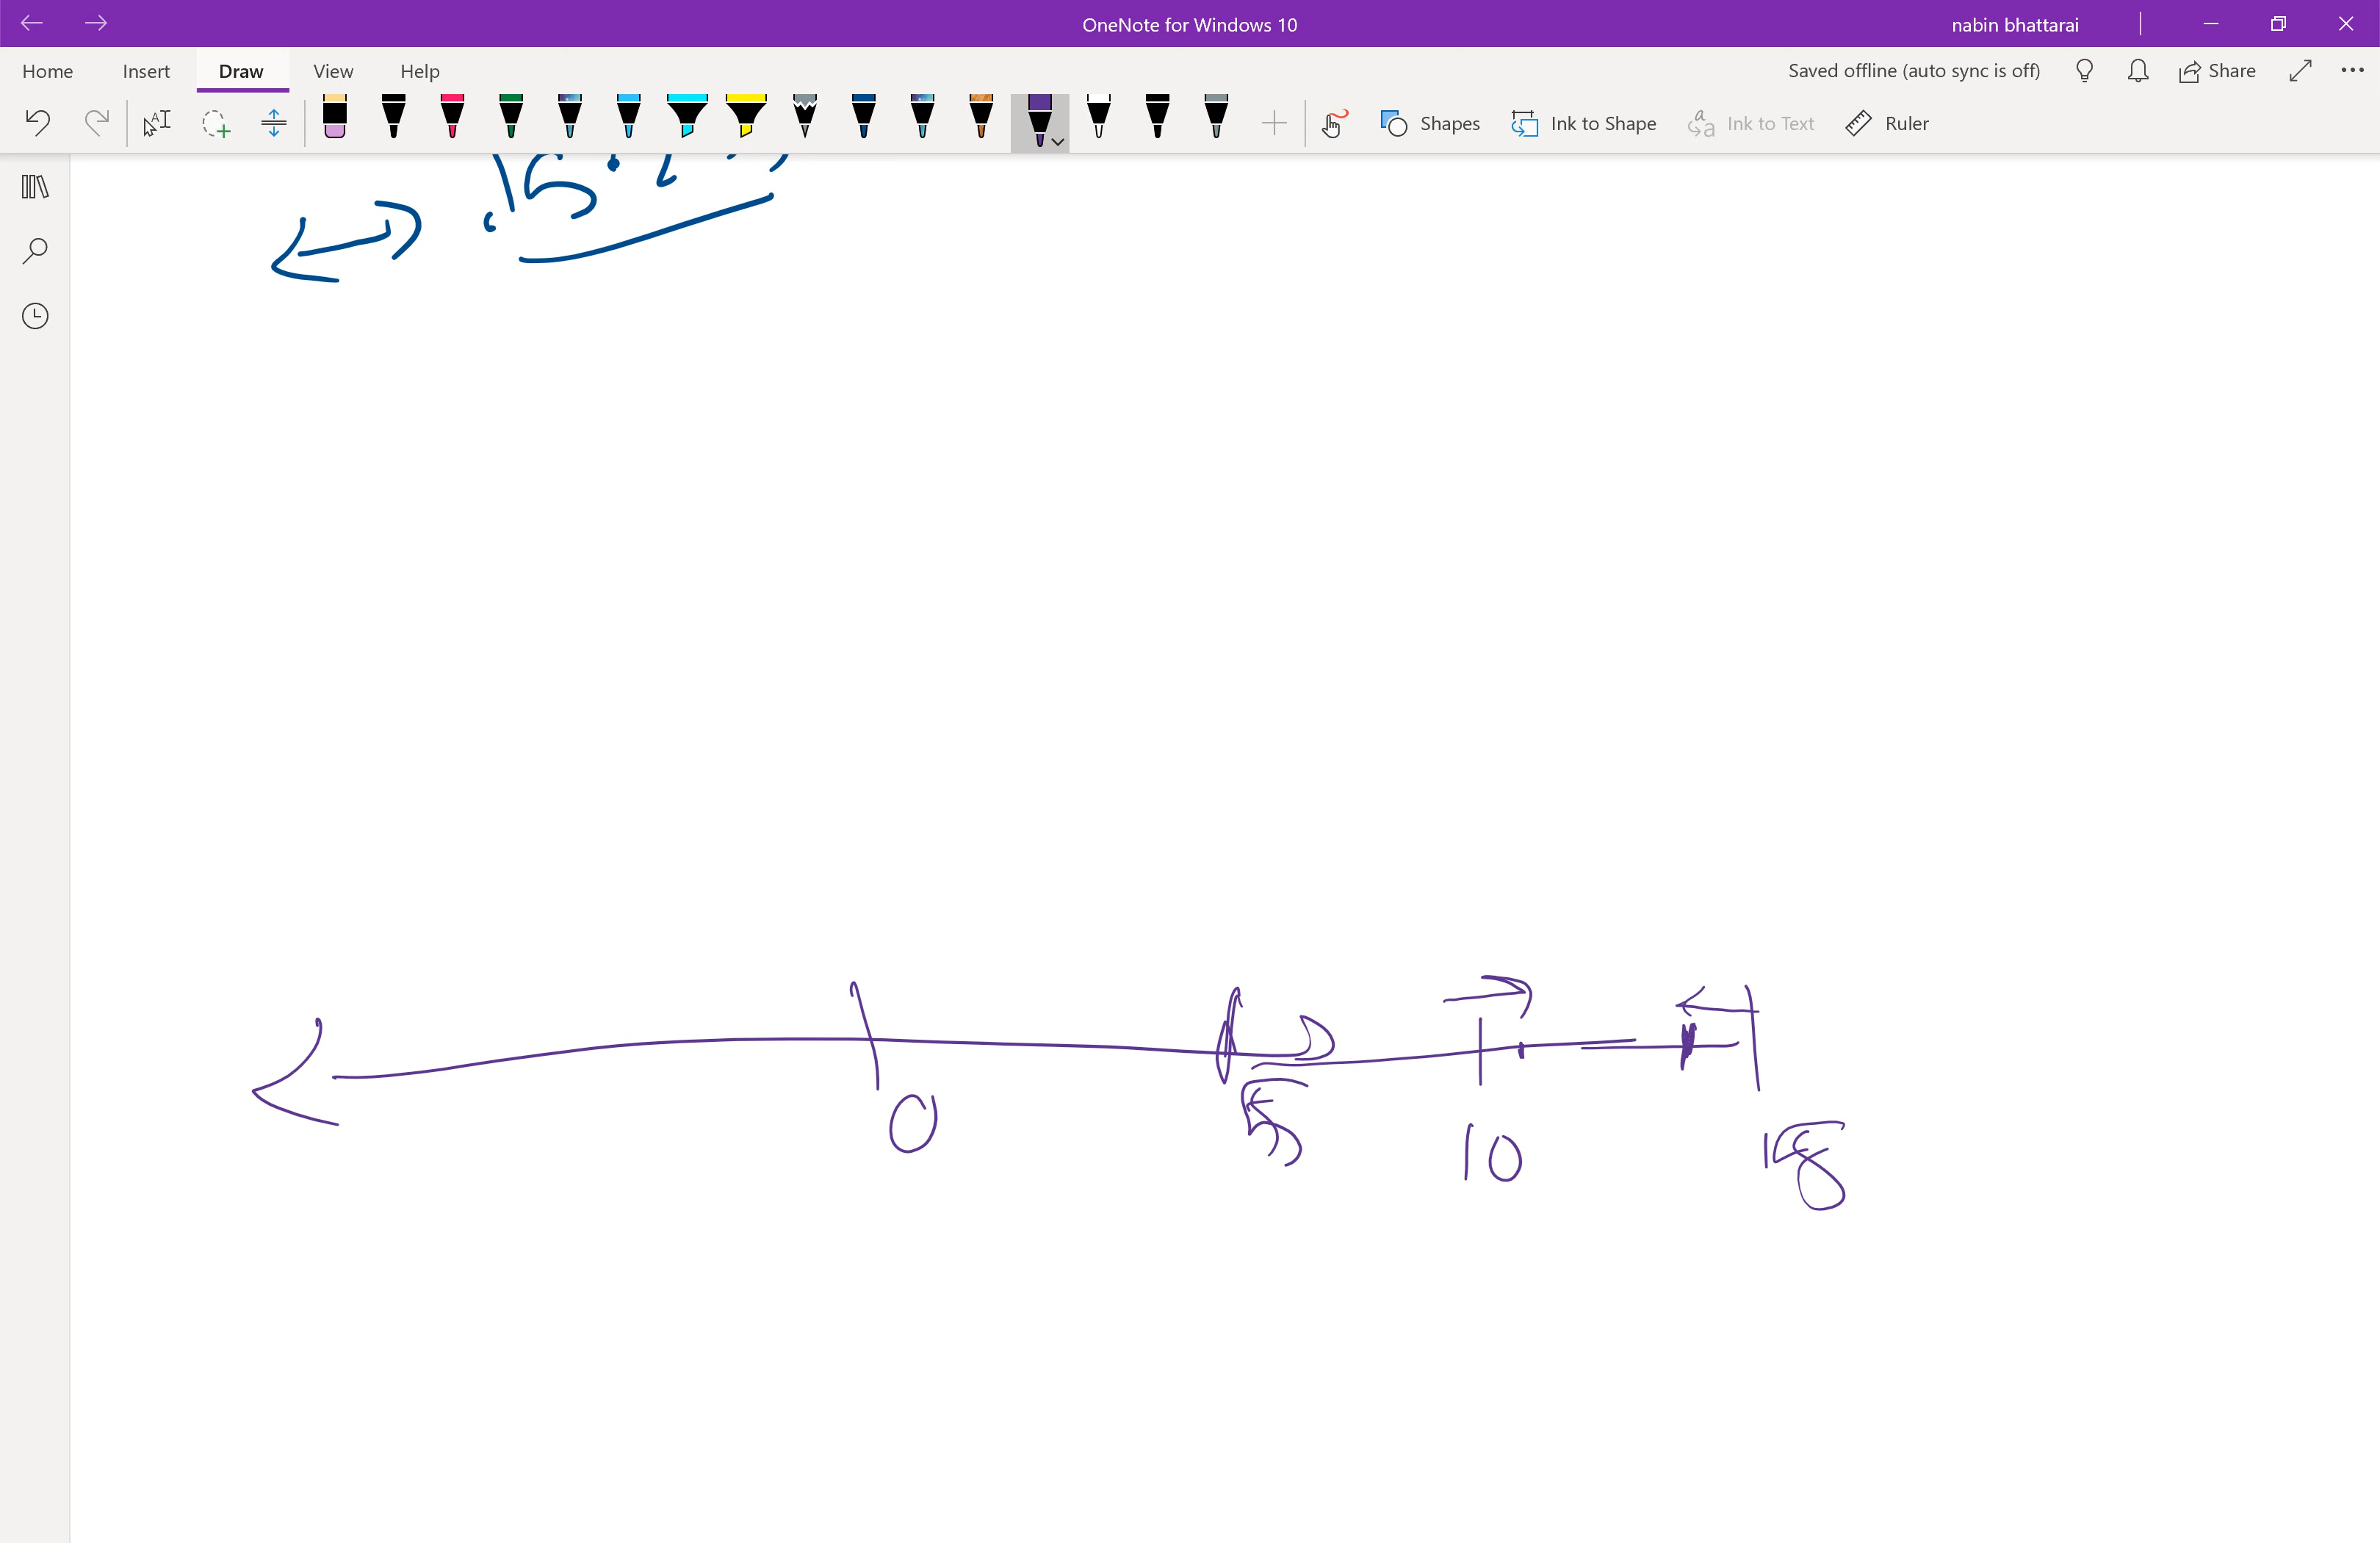 OneNote for Windows 10
nabin bhattarai
Home Insert Draw View Help
Saved offline (auto sync is off) Share
Shapes Ink to Shape Ink to Text Ruler
0 5 10